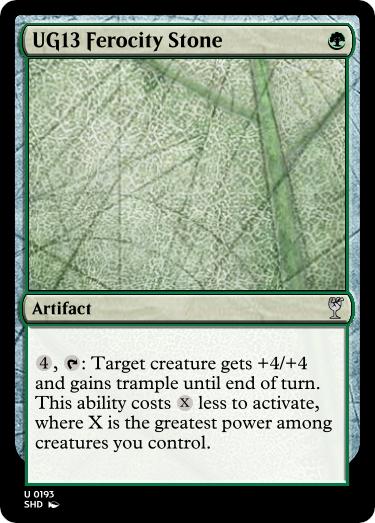 UG13 Ferocity Stone
Artifact
4, : Target creature gets +4/+4
and gains trample until end of turn.
This ability costs X less to activate,
where X is the greatest power among
creatures you control.
U 0193
SHD